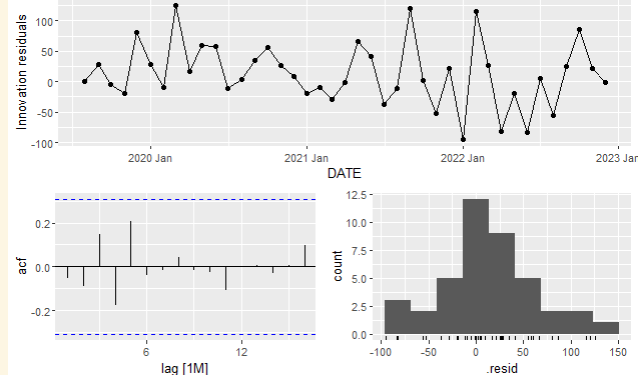 Innovation residuals
100
50
0
-50
-100
2020 Jan
2021 Jan
2022 Jan
2023 Jan
DATE
acf
0.2
0.0
-0.2
6
12
lag [1M]
count
12.5
10.0
7.5
5.0
2.5
0.0
-100
-50
0
50
100
150
.resid